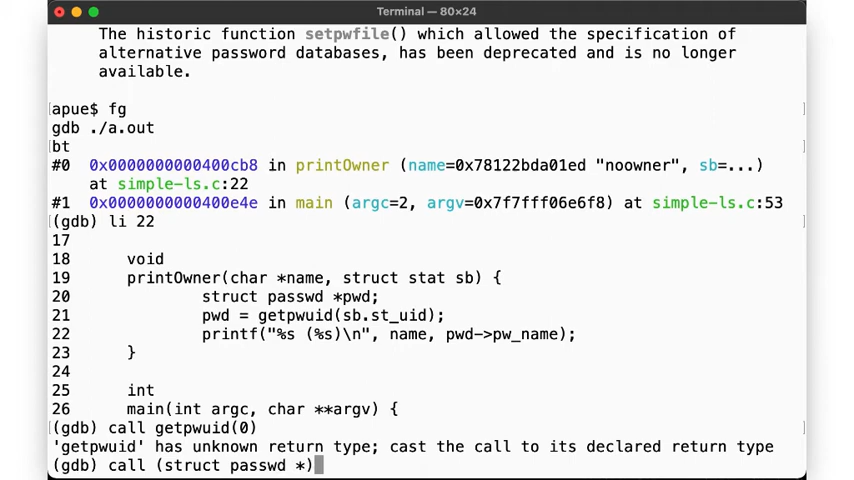 Terminal — 80×24
The historic function setpwfile() which allowed the specification of
alternative password databases, has been deprecated and is no longer
available.
apue$ fg
gdb ./a.out
bt
#0  0x0000000000400cb8 in printOwner (name=0x78122bda01ed "noowner", sb=...)
    at simple-ls.c:22
#1  0x0000000000400e4e in main (argc=2, argv=0x7f7fff06e6f8) at simple-ls.c:53
(gdb) li 22
17
18      void
19      printOwner(char *name, struct stat sb) {
20              struct passwd *pwd;
21              pwd = getpwuid(sb.st_uid);
22              printf("%s (%s)\n", name, pwd->pw_name);
23      }
24
25      int
26      main(int argc, char **argv) {
(gdb) call getpwuid(0)
'getpwuid' has unknown return type; cast the call to its declared return type
(gdb) call (struct passwd *)